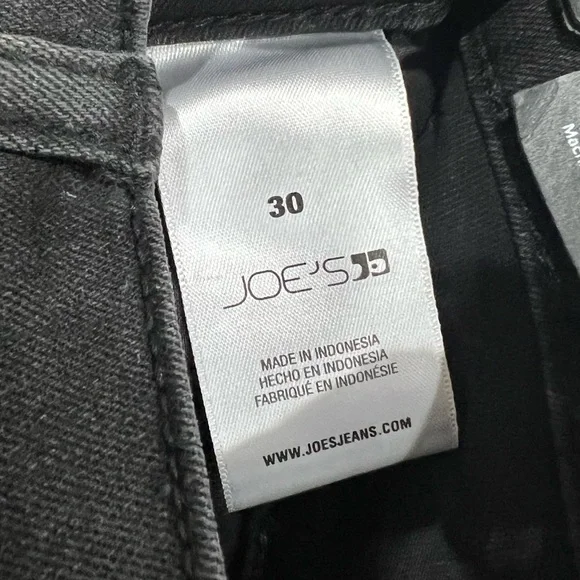 30
JOE'S
MADE IN INDONESIA
HECHO EN INDONESIA
FABRIQUÉ EN INDONÉSIE
WWW.JOESJEANS.COM